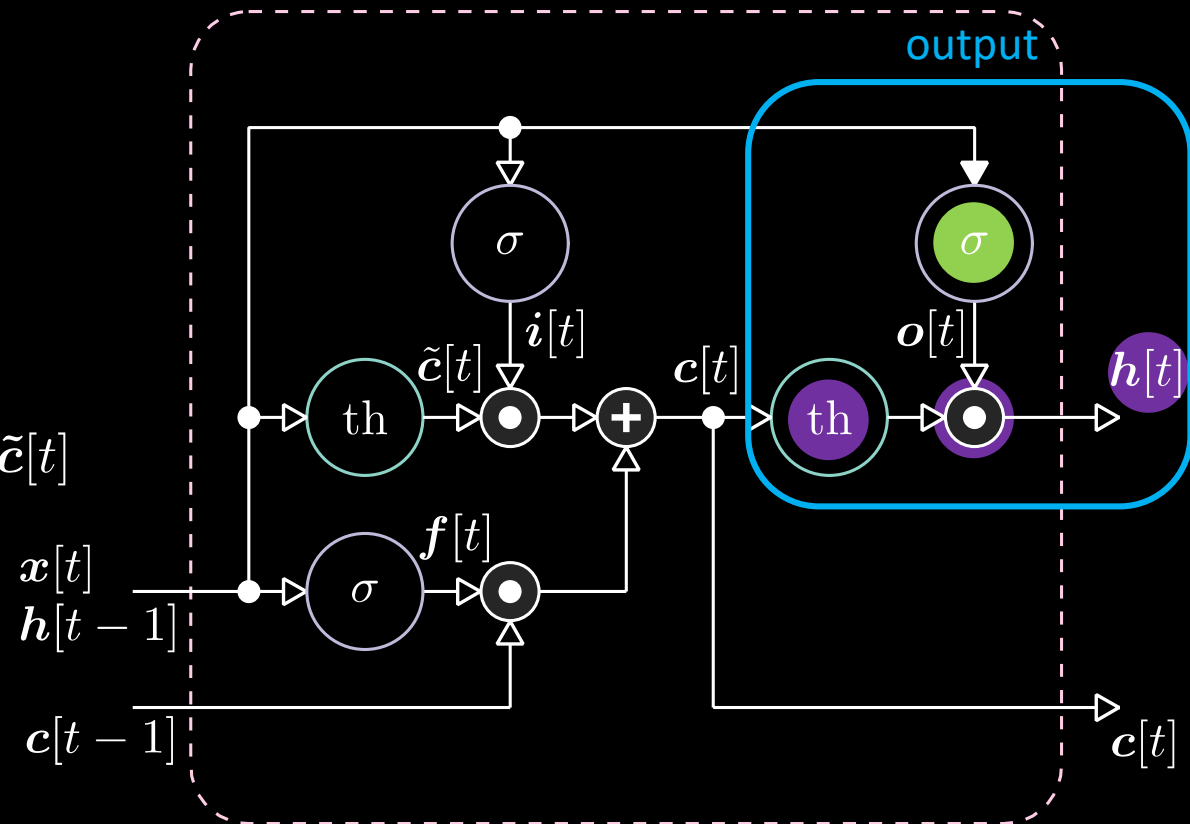 output
σ
σ
i[t]
o[t]
c̃[t]
c[t]
h[t]
th
+
th
c̃[t]
f[t]
x[t]
σ
h[t − 1]
c[t − 1]
c[t]